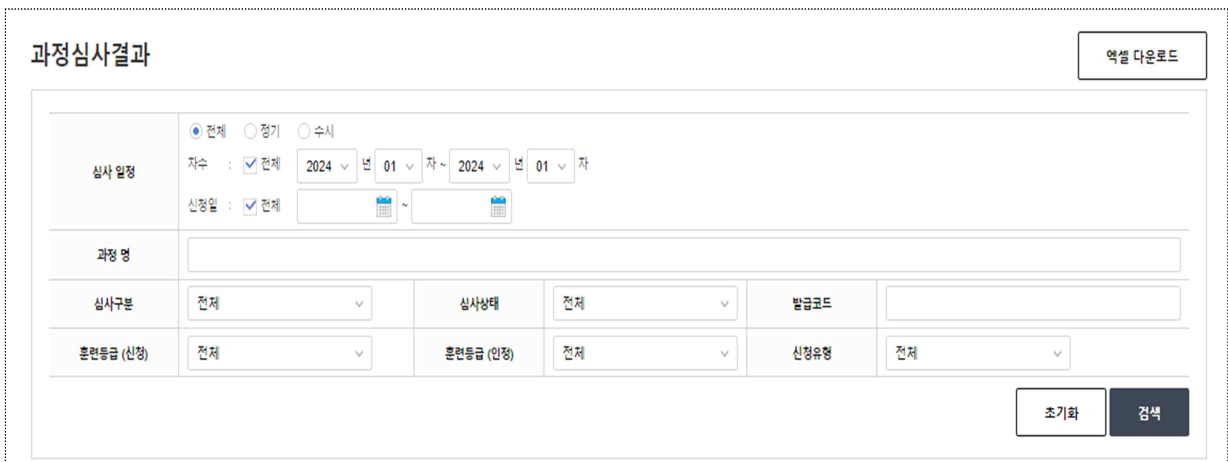 과정심사결과
엑셀 다운로드
심사 일정
전체 정기 수시
차수 : 전체 2024 년 01 차 ~ 2024 년 01 차
신청일 : 전체 ~
과정 명
심사구분 전체 심사상태 전체 발급코드
훈련등급 (신청) 전체 훈련등급 (인정) 전체 신청유형 전체
초기화 검색